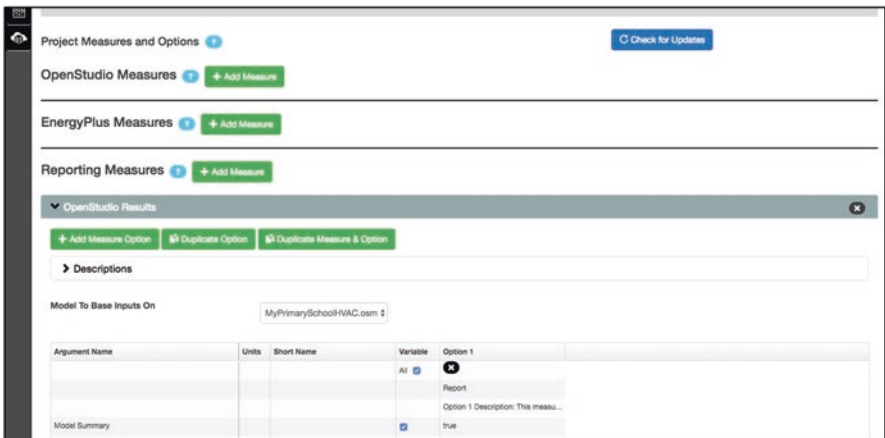 Project Measures and Options ?
Check for Updates
OpenStudio Measures ? + Add Measure
EnergyPlus Measures ? + Add Measure
Reporting Measures ? + Add Measure
OpenStudio Results
+ Add Measure Option Duplicate Option Duplicate Measure & Option
Descriptions
Model To Base Inputs On
MyPrimarySchoolHVAC.osm
Argument Name Units Short Name Variable Option 1
All
Report
Option 1 Description: This measu...
Model Summary true